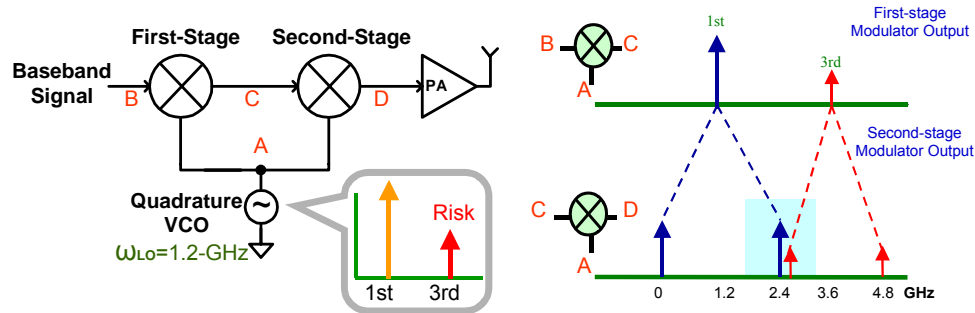 First-Stage
Second-Stage
Baseband
Signal
B
C
D
PA
A
Quadrature
VCO
~
ωLo=1.2-GHz
Risk
1st
3rd
B
C
A
1st
3rd
First-stage
Modulator Output
Second-stage
Modulator Output
C
D
A
0
1.2
2.4
3.6
4.8
GHz